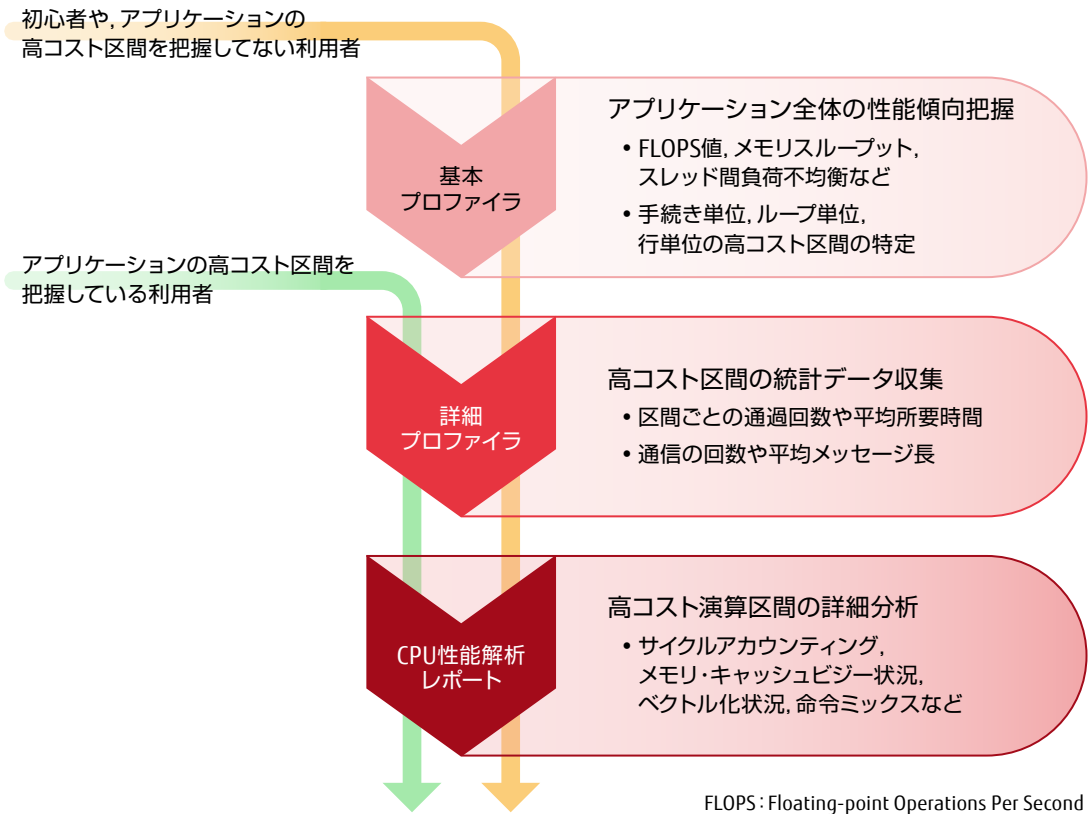 初心者や,アプリケーションの
高コスト区間を把握してない利用者
基本
プロファイラ
アプリケーション全体の性能傾向把握
• FLOPS値,メモリスループット,
スレッド間負荷不均衡など
• 手続き単位,ループ単位,
行単位の高コスト区間の特定
アプリケーションの高コスト区間を
把握している利用者
詳細
プロファイラ
高コスト区間の統計データ収集
• 区間ごとの通過回数や平均所要時間
• 通信の回数や平均メッセージ長
CPU性能解析
レポート
高コスト演算区間の詳細分析
• サイクルアカウンティング,
メモリ・キャッシュビジー状況,
ベクトル化状況,命令ミックスなど
FLOPS:Floating-point Operations Per Second